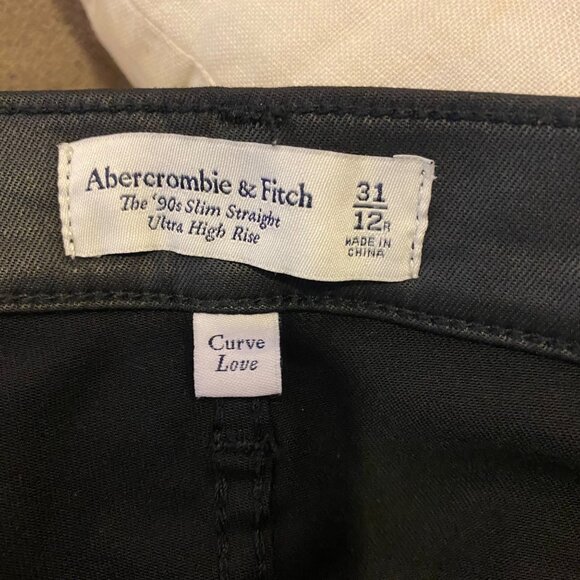 Abercrombie & Fitch
The '90s Slim Straight
Ultra High Rise
31
12R
MADE IN
CHINA
Curve
Love